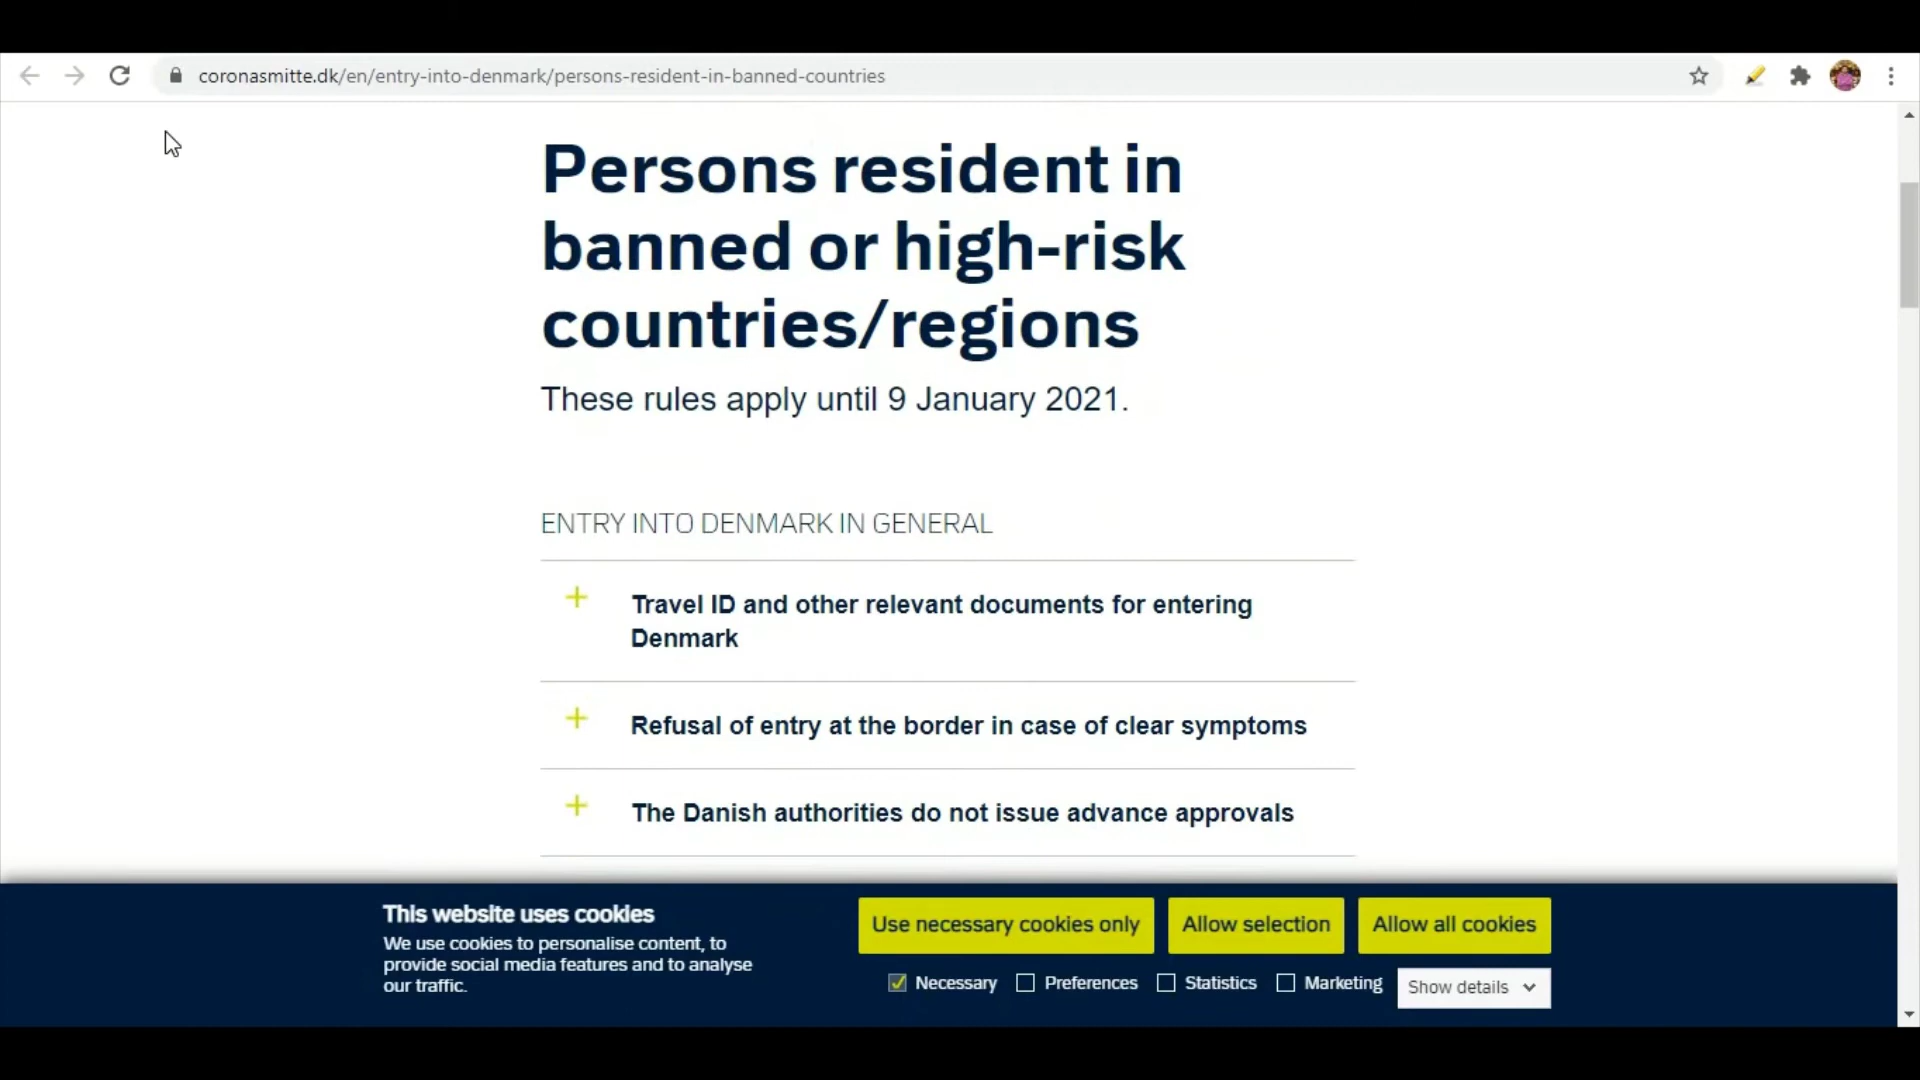 coronasmitte.dk/en/entry-into-denmark/persons-resident-in-banned-countries
Persons resident in
banned or high-risk
countries/regions
These rules apply until 9 January 2021.
ENTRY INTO DENMARK IN GENERAL
Travel ID and other relevant documents for entering
Denmark
Refusal of entry at the border in case of clear symptoms
The Danish authorities do not issue advance approvals
This website uses cookies
We use cookies to personalise content, to
provide social media features and to analyse
our traffic.
Use necessary cookies only
Allow selection
Allow all cookies
Necessary
Preferences
Statistics
Marketing
Show details